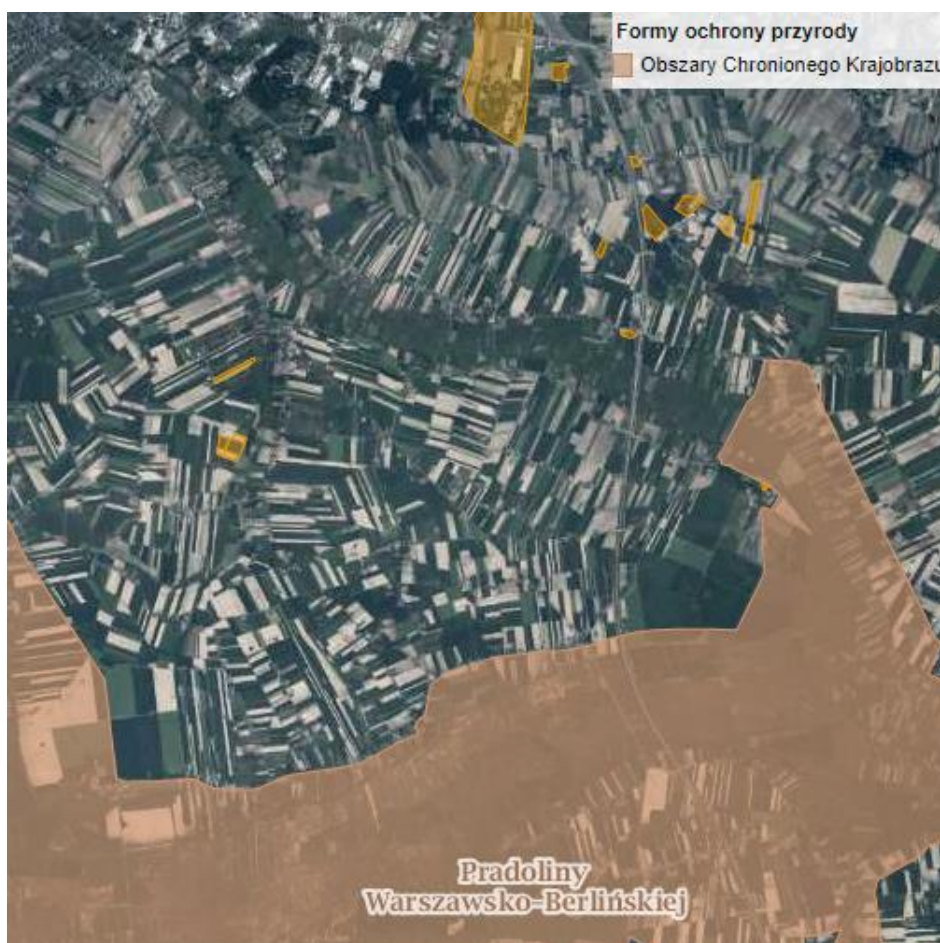 Formy ochrony przyrody
Obszary Chronionego Krajobrazu
Pradoliny
Warszawsko-Berlińskiej